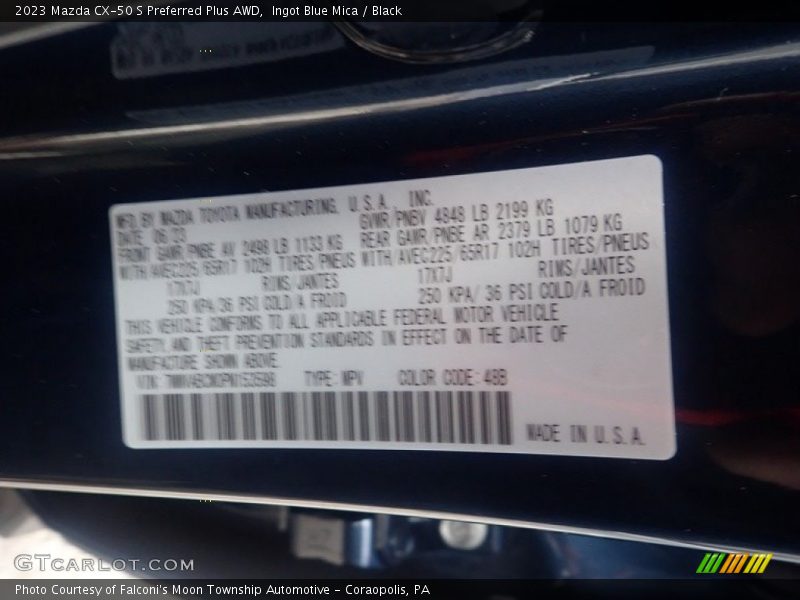 2023 Mazda CX-50 S Preferred Plus AWD, Ingot Blue Mica / Black
MFD. BY MAZDA TOYOTA MANUFACTURING, U.S.A., INC.
DATE: 06/23 GVWR/PNBV 4848 LB 2199 KG
FRONT GAWR/PNBE AV 2498 LB 1133 KG REAR GAWR/PNBE AR 2379 LB 1079 KG
WITH/AVEC225/65R17 102H TIRES/PNEUS WITH/AVEC225/65R17 102H TIRES/PNEUS
17X7J RIMS/JANTES 17X7J RIMS/JANTES
250 KPA/36 PSI COLD/A FROID 250 KPA/ 36 PSI COLD/A FROID
THIS VEHICLE CONFORMS TO ALL APPLICABLE FEDERAL MOTOR VEHICLE
SAFETY AND THEFT PREVENTION STANDARDS IN EFFECT ON THE DATE OF
MANUFACTURE SHOWN ABOVE.
VIN: TYPE: MPV COLOR CODE: 48B
MADE IN U.S.A.
GTCARLOT.COM
Photo Courtesy of Falconi's Moon Township Automotive - Coraopolis, PA